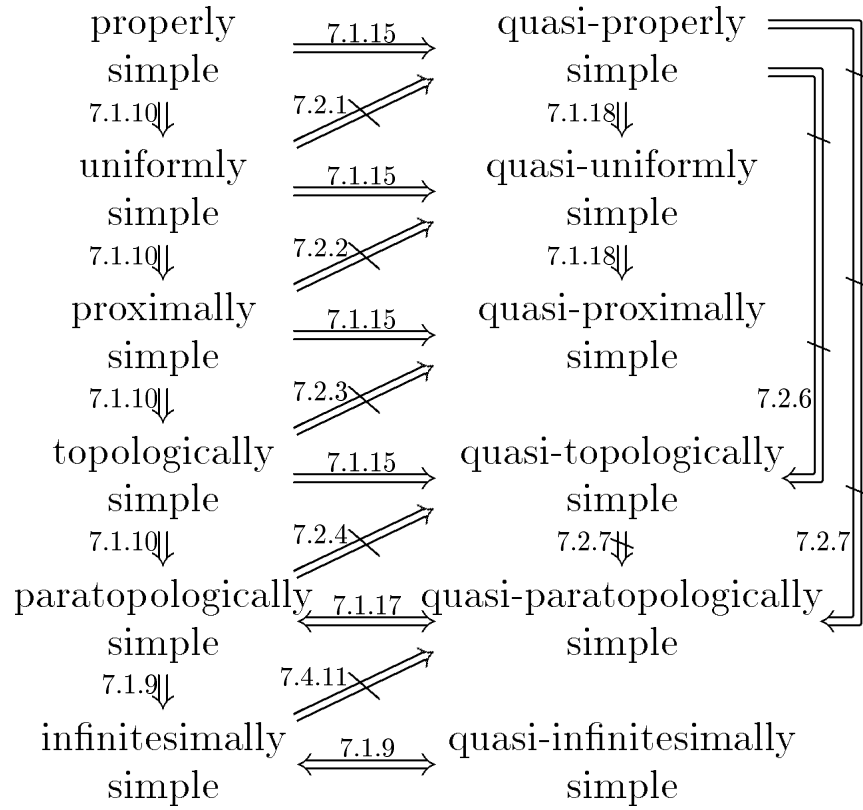 properly 7.1.15 quasi-properly
simple simple
7.1.10 7.2.1 7.1.18
uniformly 7.1.15 quasi-uniformly
simple simple
7.1.10 7.2.2 7.1.18
proximally 7.1.15 quasi-proximally
simple simple
7.1.10 7.2.3 7.2.6
topologically 7.1.15 quasi-topologically
simple simple
7.1.10 7.2.4 7.2.7 7.2.7
paratopologically 7.1.17 quasi-paratopologically
simple simple
7.1.9 7.4.11
infinitesimally 7.1.9 quasi-infinitesimally
simple simple